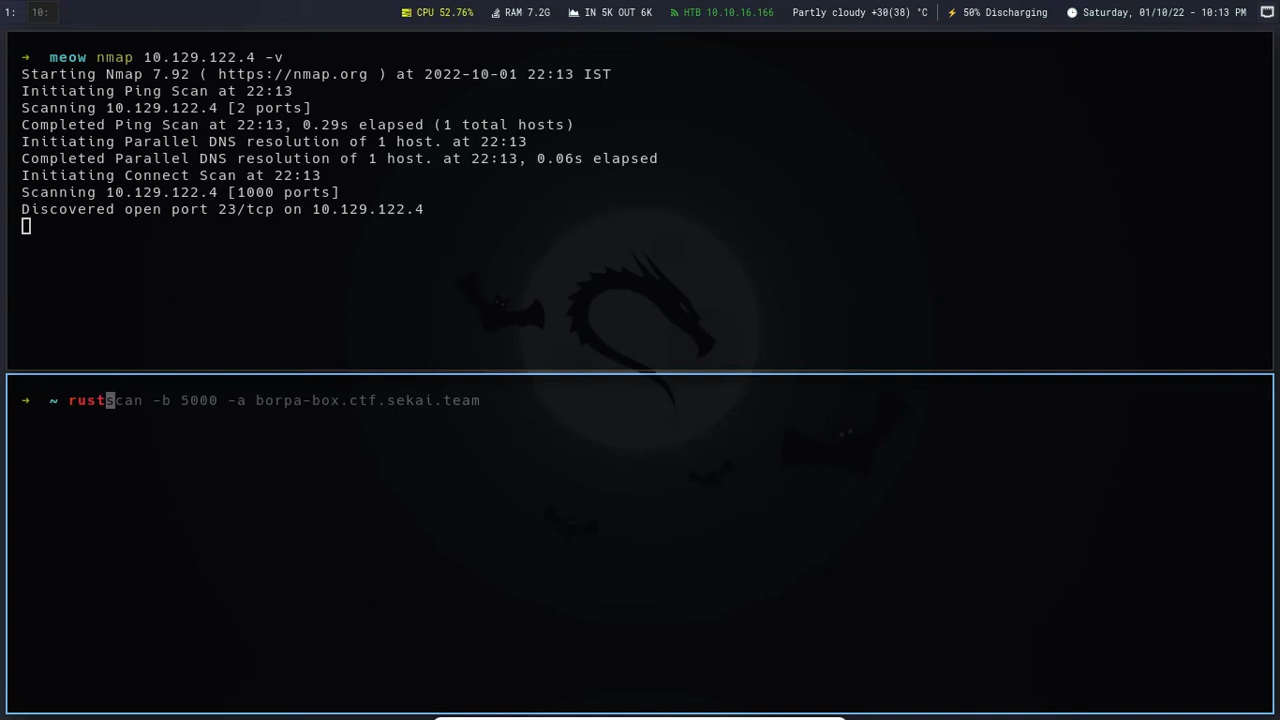 1: 10: CPU 52.76% RAM 7.2G IN 5K OUT 6K HTB 10.10.16.166 Partly cloudy +30(38) °C 50% Discharging Saturday, 01/10/22 - 10:13 PM
→ meow nmap 10.129.122.4 -v
Starting Nmap 7.92 ( https://nmap.org ) at 2022-10-01 22:13 IST
Initiating Ping Scan at 22:13
Scanning 10.129.122.4 [2 ports]
Completed Ping Scan at 22:13, 0.29s elapsed (1 total hosts)
Initiating Parallel DNS resolution of 1 host. at 22:13
Completed Parallel DNS resolution of 1 host. at 22:13, 0.06s elapsed
Initiating Connect Scan at 22:13
Scanning 10.129.122.4 [1000 ports]
Discovered open port 23/tcp on 10.129.122.4
→ ~ rustscan -b 5000 -a borpa-box.ctf.sekai.team